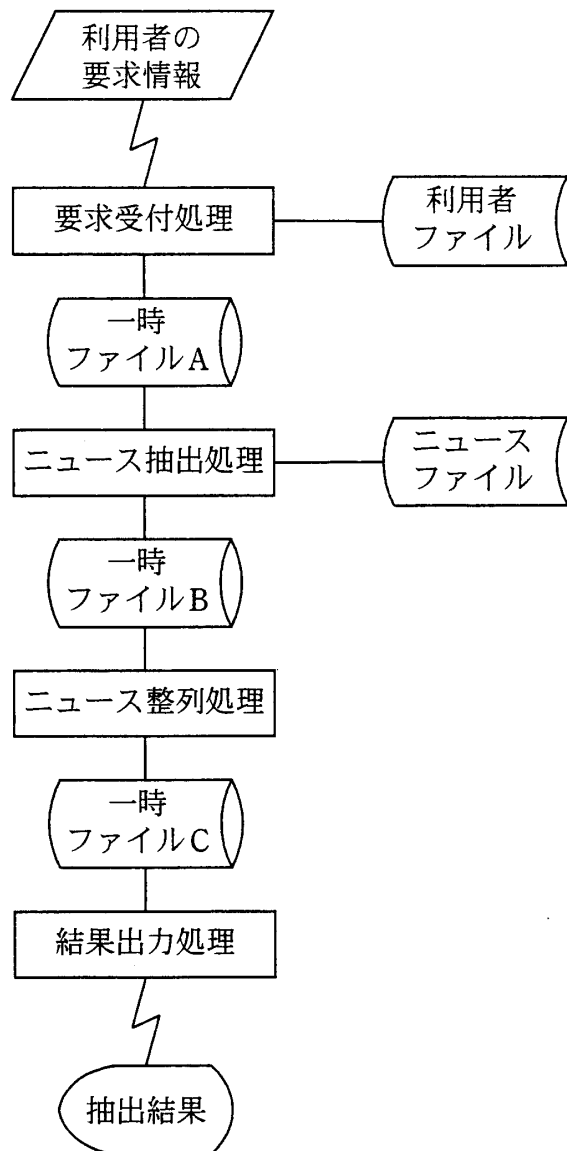 利用者の
要求情報
要求受付処理
利用者
ファイル
一時
ファイルA
ニュース抽出処理
ニュース
ファイル
一時
ファイルB
ニュース整列処理
一時
ファイルC
結果出力処理
抽出結果